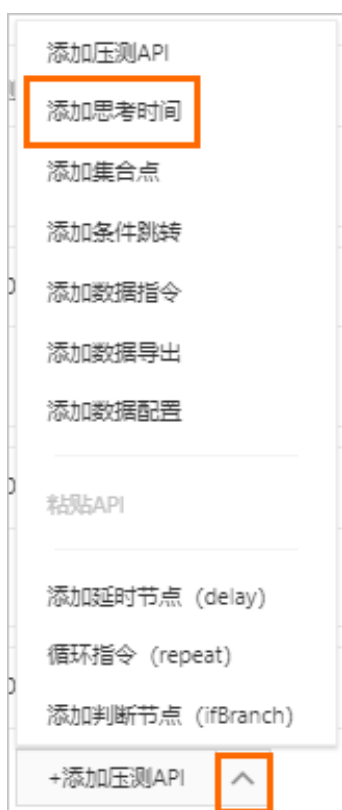 添加压测API
添加思考时间
添加集合点
添加条件跳转
添加数据指令
添加数据导出
添加数据配置
粘贴API
添加延时节点 (delay)
循环指令 (repeat)
添加判断节点 (ifBranch)
+添加压测API